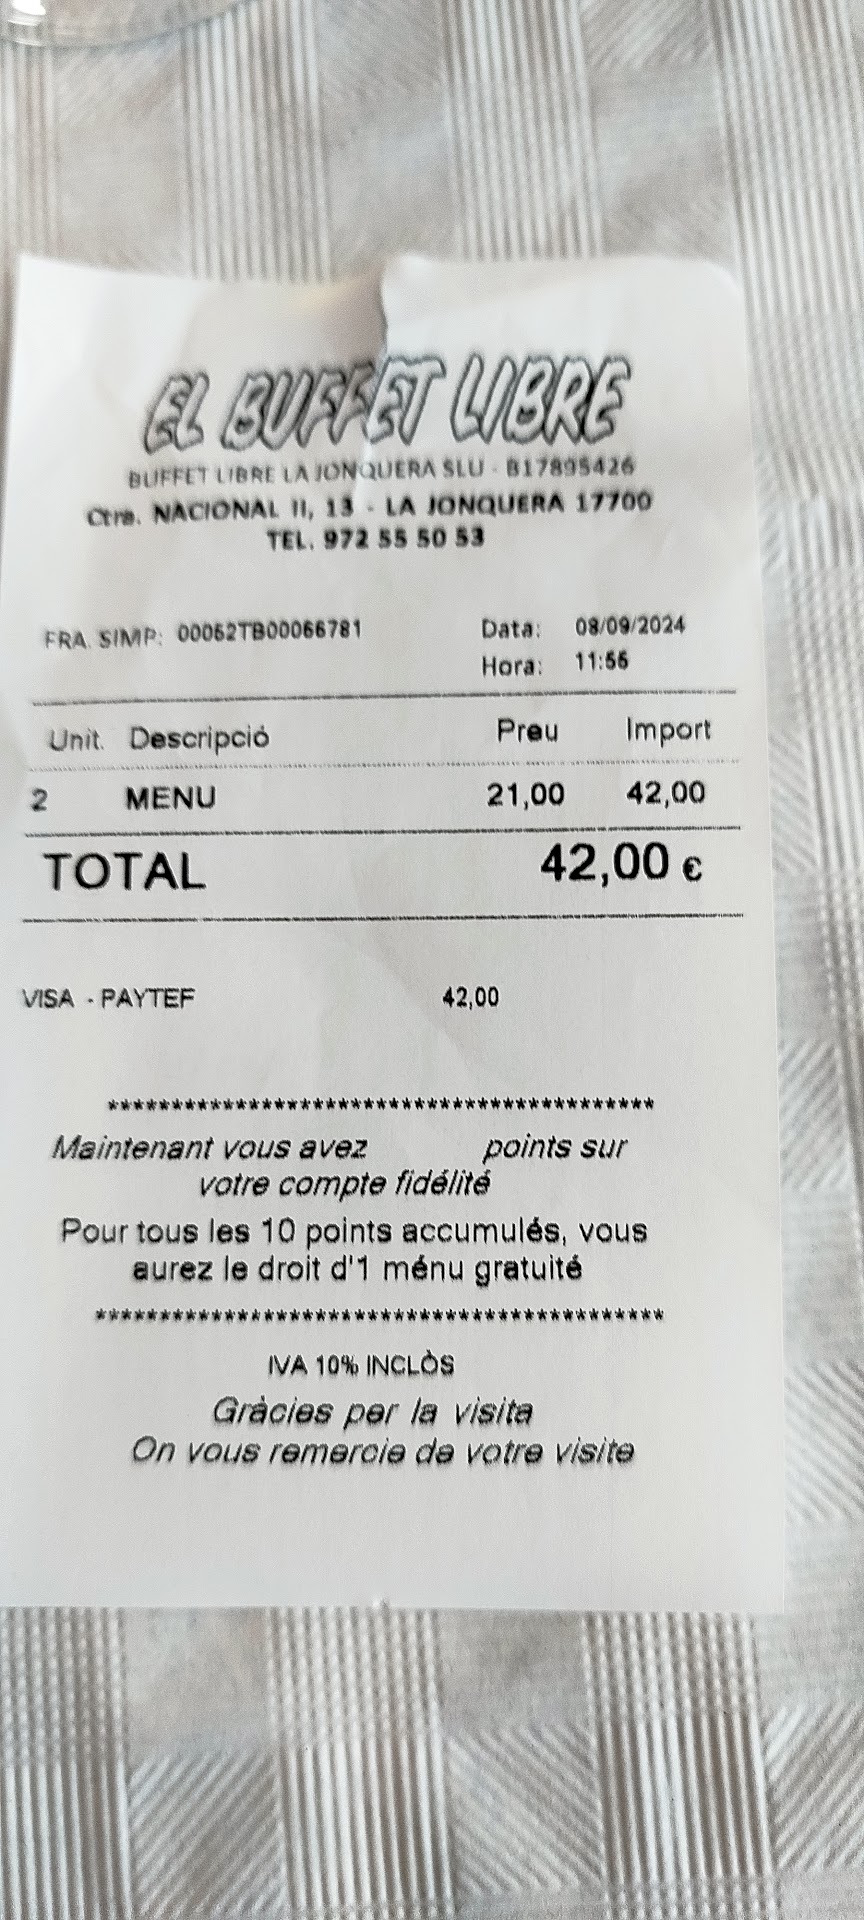 EL BUFFET LIBRE
BUFFET LIBRE LA JONQUERA SLU - B17895426
Ctra. NACIONAL II, 13 - LA JONQUERA 17700
TEL. 972 55 50 53
FRA. SIMP: 00052TB00066781 Data: 08/09/2024
Hora: 11:56
Unit. Descripció Preu Import
2 MENU 21,00 42,00
TOTAL 42,00 €
VISA - PAYTEF 42,00
*******************************************
Maintenant vous avez points sur
votre compte fidélité
Pour tous les 10 points accumulés, vous
aurez le droit d'1 ménu gratuité
*********************************************
IVA 10% INCLÒS
Gràcies per la visita
On vous remercie de votre visite